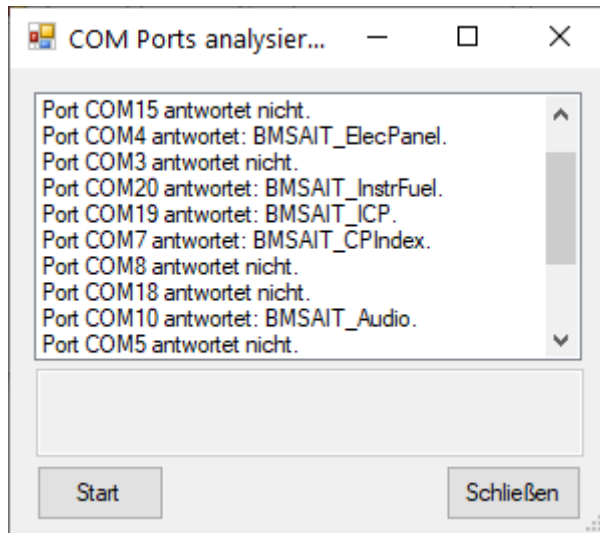 COM Ports analysier...
Port COM15 antwortet nicht.
Port COM4 antwortet: BMSAIT_ElecPanel.
Port COM3 antwortet nicht.
Port COM20 antwortet: BMSAIT_InstrFuel.
Port COM19 antwortet: BMSAIT_ICP.
Port COM7 antwortet: BMSAIT_CPIndex.
Port COM8 antwortet nicht.
Port COM18 antwortet nicht.
Port COM10 antwortet: BMSAIT_Audio.
Port COM5 antwortet nicht.
Start
Schließen